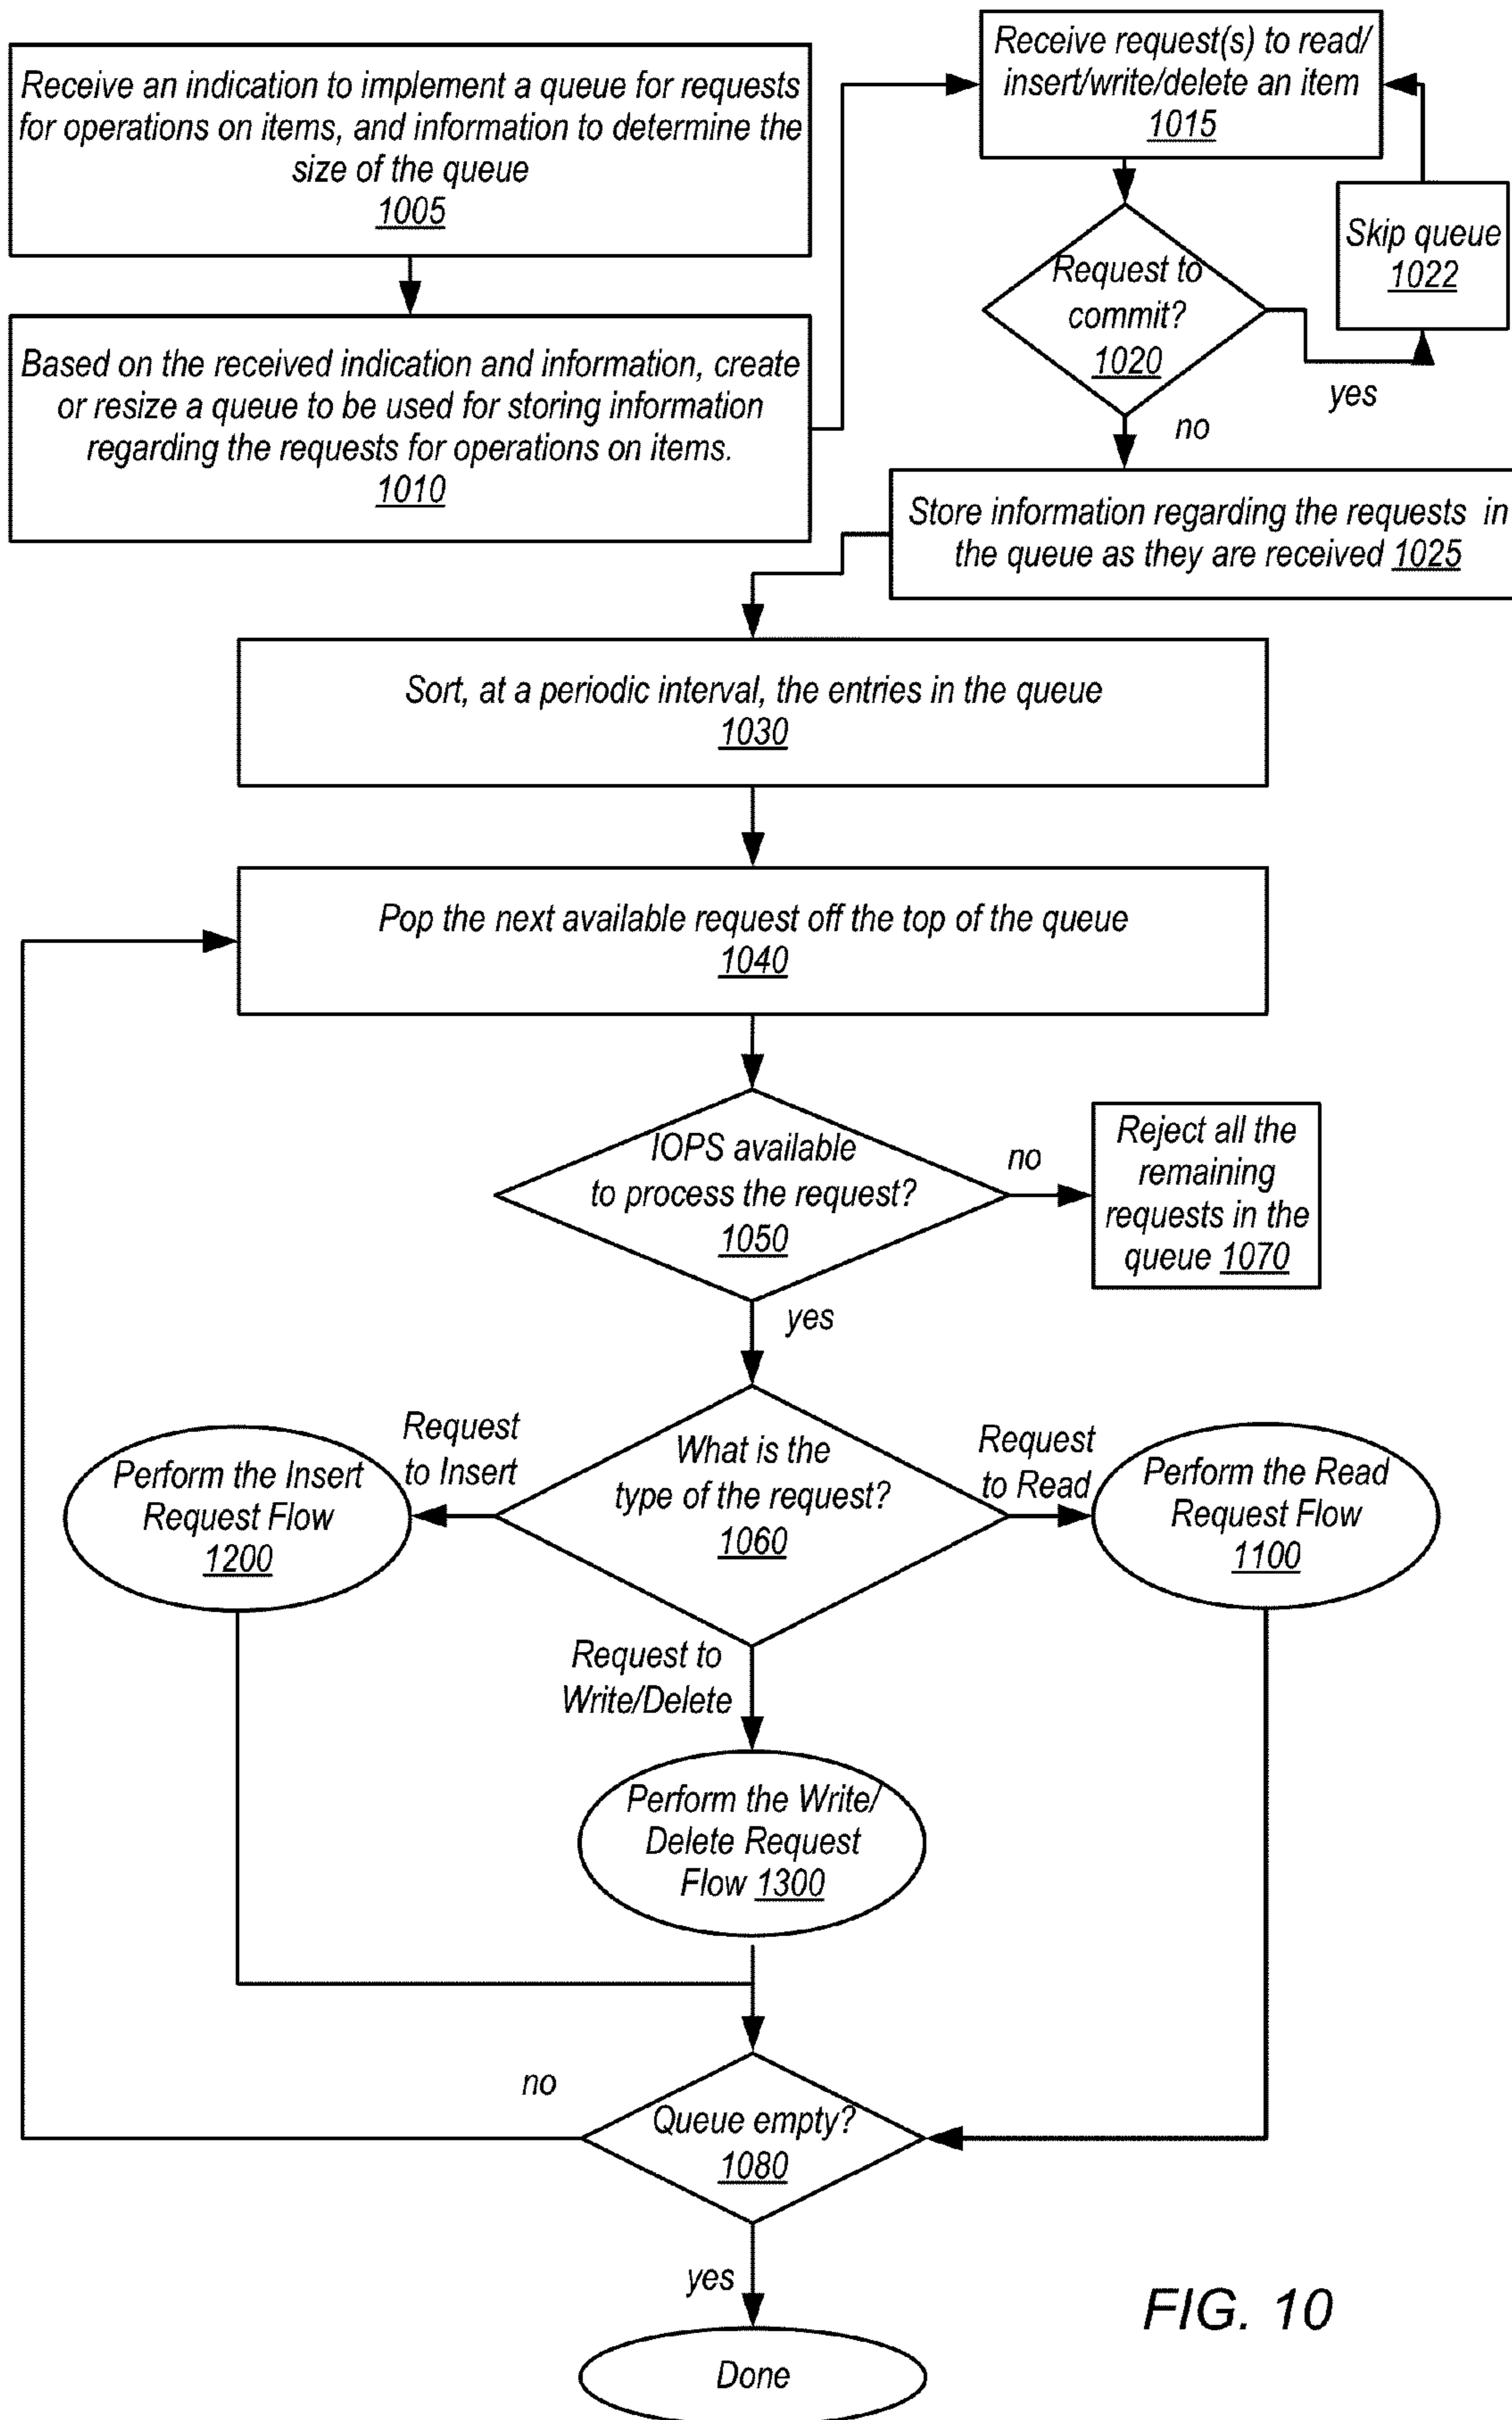 Receive an indication to implement a queue for requests
for operations on items, and information to determine the
size of the queue
1005
Based on the received indication and information, create
or resize a queue to be used for storing information
regarding the requests for operations on items.
1010
Receive request(s) to read/
insert/write/delete an item
1015
Skip queue
1022
Request to
commit?
1020
yes
no
Store information regarding the requests in
the queue as they are received 1025
Sort, at a periodic interval, the entries in the queue
1030
Pop the next available request off the top of the queue
1040
IOPS available
to process the request?
1050
no
Reject all the
remaining
requests in the
queue 1070
yes
What is the
type of the request?
1060
Request
to Insert
Perform the Insert
Request Flow
1200
Request
to Read
Perform the Read
Request Flow
1100
Request to
Write/Delete
Perform the Write/
Delete Request
Flow 1300
no
Queue empty?
1080
yes
Done
FIG. 10